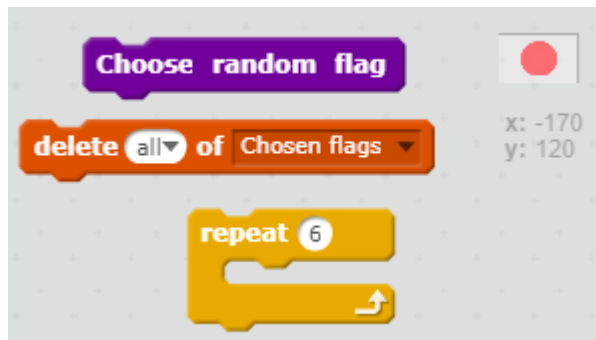 Choose random flag
delete all of Chosen flags
x: -170
y: 120
repeat 6